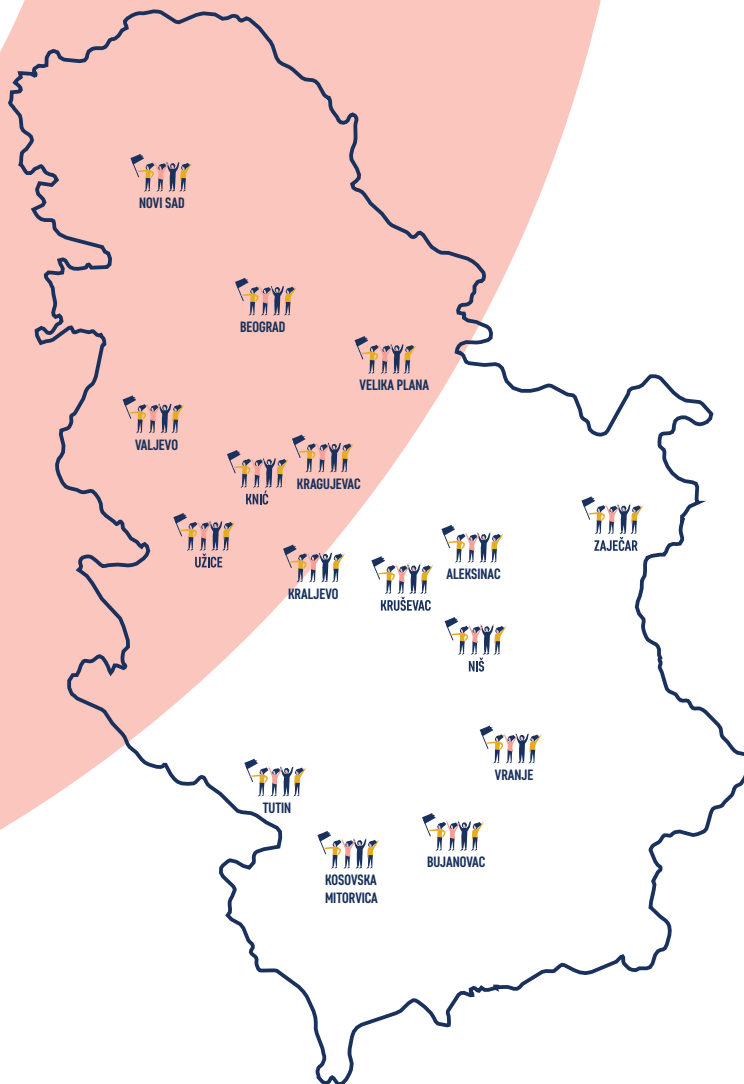 NOVI SAD
BEOGRAD
VELIKA PLANA
VALJEVO
KRAGUJEVAC
KNIĆ
ZAJEČAR
UŽICE
ALEKSINAC
KRALJEVO
KRUŠEVAC
NIŠ
VRANJE
TUTIN
BUJANOVAC
KOSOVSKA
MITORVICA